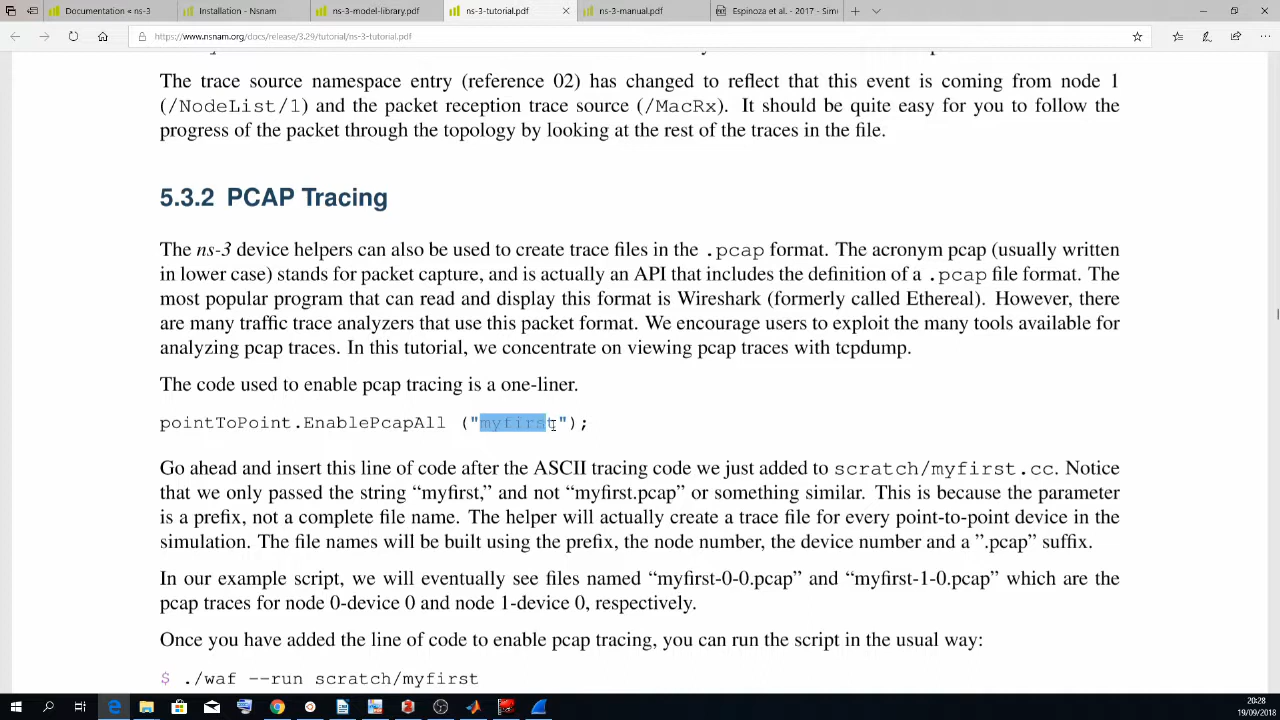 Documentation « ns-3
Installation - Nsnam
ns-3-model-library.pdf
ns-3-tutorial.pdf
ns-3-manual.pdf
Espinoza et al. - 2017 - Sim
https://www.nsnam.org/docs/release/3.29/tutorial/ns-3-tutorial.pdf
The trace source namespace entry (reference 02) has changed to reflect that this event is coming from node 1
(/NodeList/1) and the packet reception trace source (/MacRx). It should be quite easy for you to follow the
progress of the packet through the topology by looking at the rest of the traces in the file.
5.3.2 PCAP Tracing
The ns-3 device helpers can also be used to create trace files in the .pcap format. The acronym pcap (usually written
in lower case) stands for packet capture, and is actually an API that includes the definition of a .pcap file format. The
most popular program that can read and display this format is Wireshark (formerly called Ethereal). However, there
are many traffic trace analyzers that use this packet format. We encourage users to exploit the many tools available for
analyzing pcap traces. In this tutorial, we concentrate on viewing pcap traces with tcpdump.
The code used to enable pcap tracing is a one-liner.
pointToPoint.EnablePcapAll ("myfirst");
Go ahead and insert this line of code after the ASCII tracing code we just added to scratch/myfirst.cc. Notice
that we only passed the string “myfirst,” and not “myfirst.pcap” or something similar. This is because the parameter
is a prefix, not a complete file name. The helper will actually create a trace file for every point-to-point device in the
simulation. The file names will be built using the prefix, the node number, the device number and a ”.pcap” suffix.
In our example script, we will eventually see files named “myfirst-0-0.pcap” and “myfirst-1-0.pcap” which are the
pcap traces for node 0-device 0 and node 1-device 0, respectively.
Once you have added the line of code to enable pcap tracing, you can run the script in the usual way:
$ ./waf --run scratch/myfirst
20:28
19/09/2018